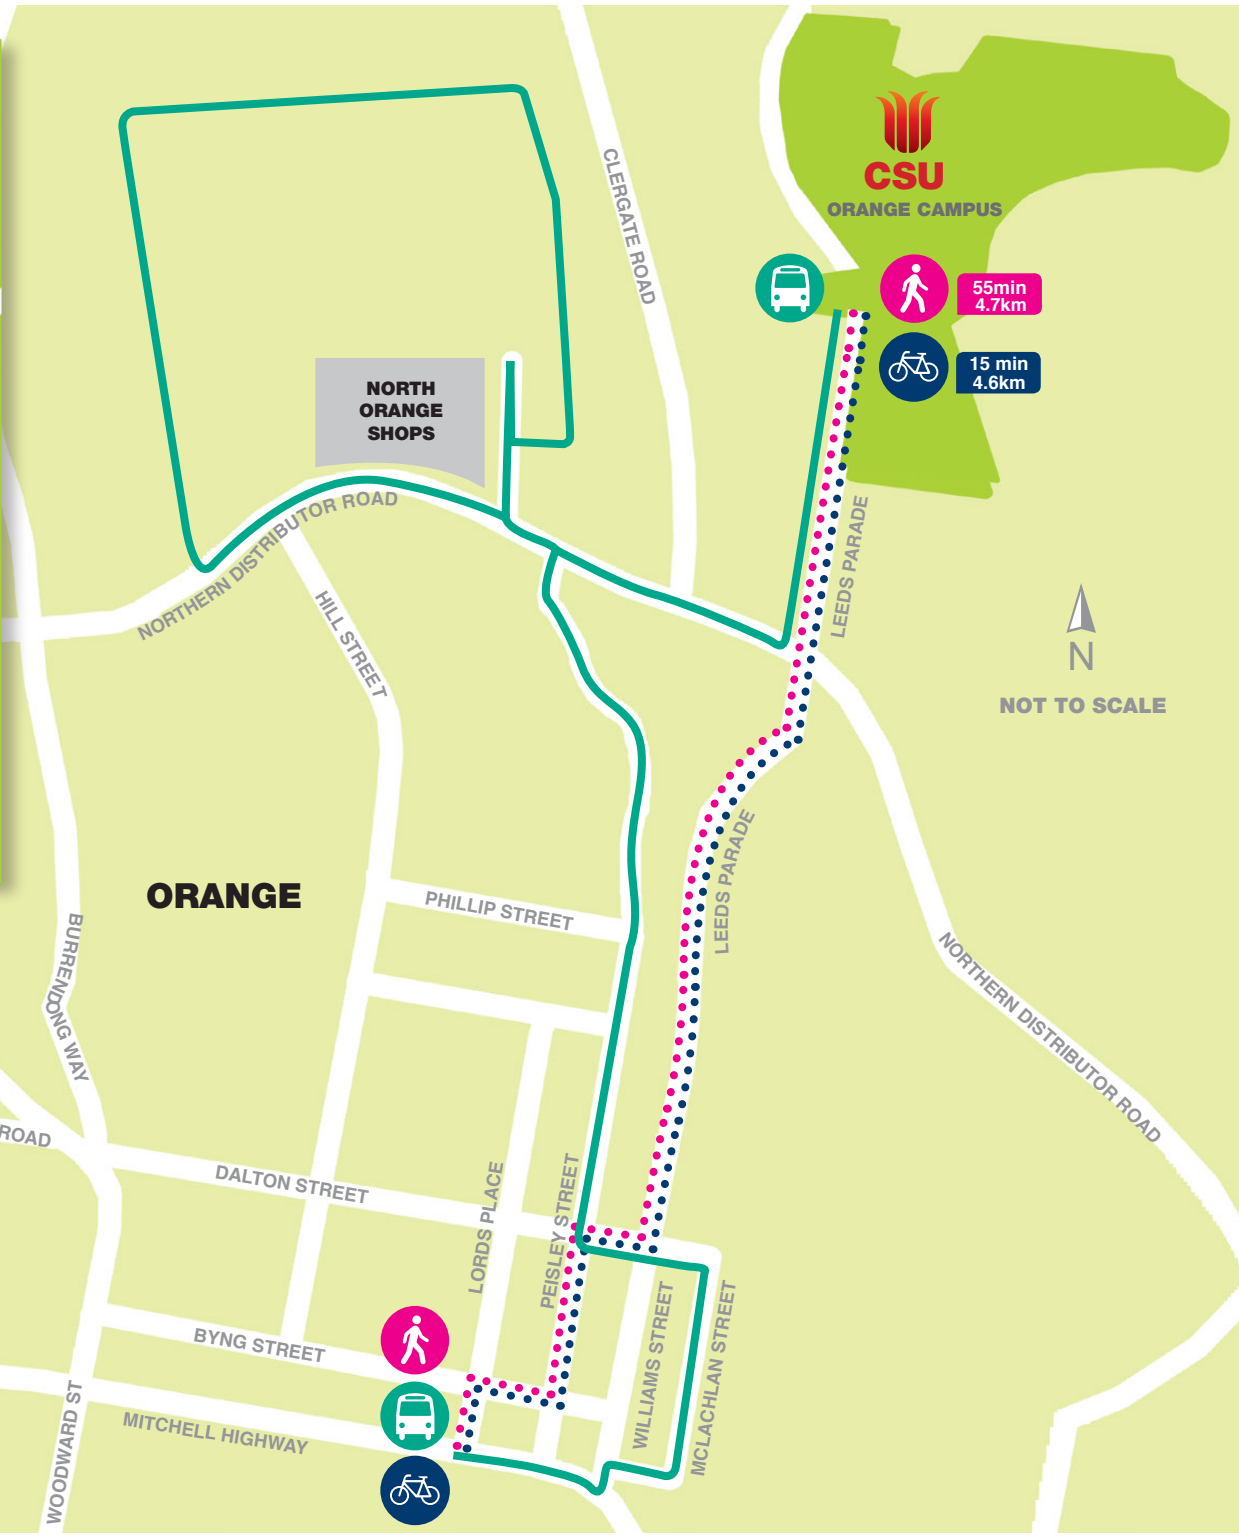 CLERGATE ROAD
CSU
ORANGE CAMPUS
55min
4.7km
15 min
4.6km
NORTH
ORANGE
SHOPS
NORTHERN DISTRIBUTOR ROAD
HILL STREET
LEEDS PARADE
N
NOT TO SCALE
LEEDS PARADE
ORANGE
PHILLIP STREET
BURRENDONG WAY
NORTHERN DISTRIBUTOR ROAD
ROAD
DALTON STREET
LORDS PLACE
PEISLEY STREET
BYNG STREET
WILLIAMS STREET
MCLACHLAN STREET
MITCHELL HIGHWAY
WOODWARD ST